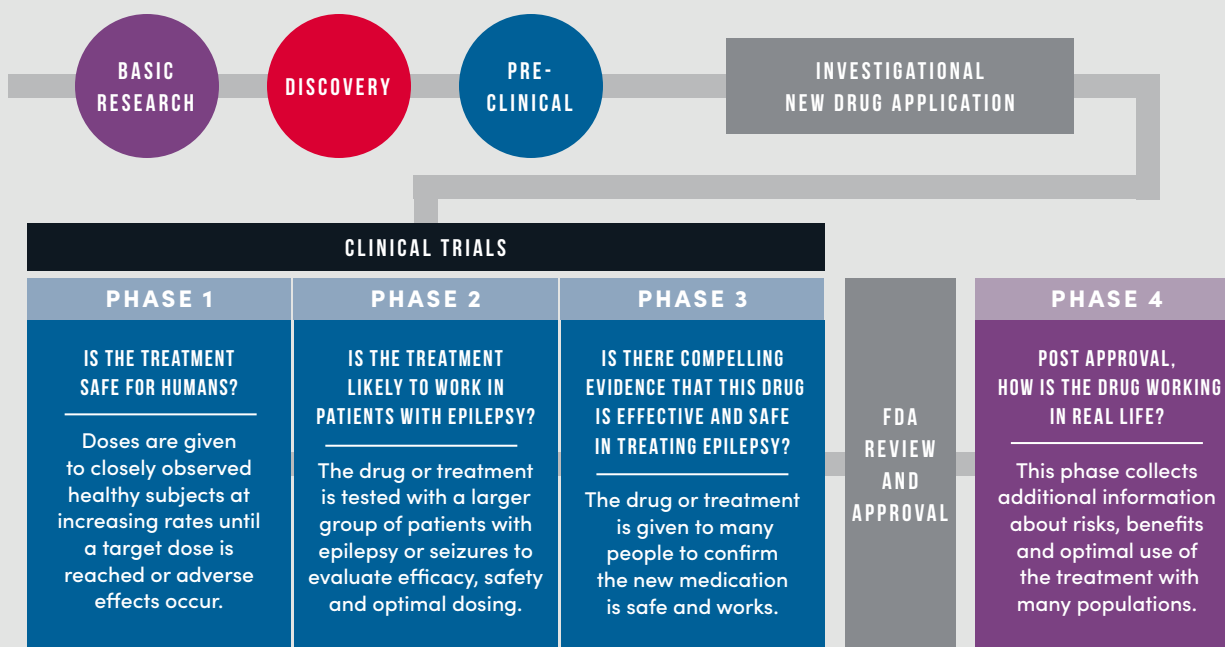 BASIC
RESEARCH
DISCOVERY
PRE-
CLINICAL
INVESTIGATIONAL
NEW DRUG APPLICATION
CLINICAL TRIALS
PHASE 1
IS THE TREATMENT
SAFE FOR HUMANS?
Doses are given
to closely observed
healthy subjects at
increasing rates until
a target dose is
reached or adverse
effects occur.
PHASE 2
IS THE TREATMENT
LIKELY TO WORK IN
PATIENTS WITH EPILEPSY?
The drug or treatment
is tested with a larger
group of patients with
epilepsy or seizures to
evaluate efficacy, safety
and optimal dosing.
PHASE 3
IS THERE COMPELLING
EVIDENCE THAT THIS DRUG
IS EFFECTIVE AND SAFE
IN TREATING EPILEPSY?
The drug or treatment
is given to many
people to confirm
the new medication
is safe and works.
FDA
REVIEW
AND
APPROVAL
PHASE 4
POST APPROVAL,
HOW IS THE DRUG WORKING
IN REAL LIFE?
This phase collects
additional information
about risks, benefits
and optimal use of
the treatment with
many populations.